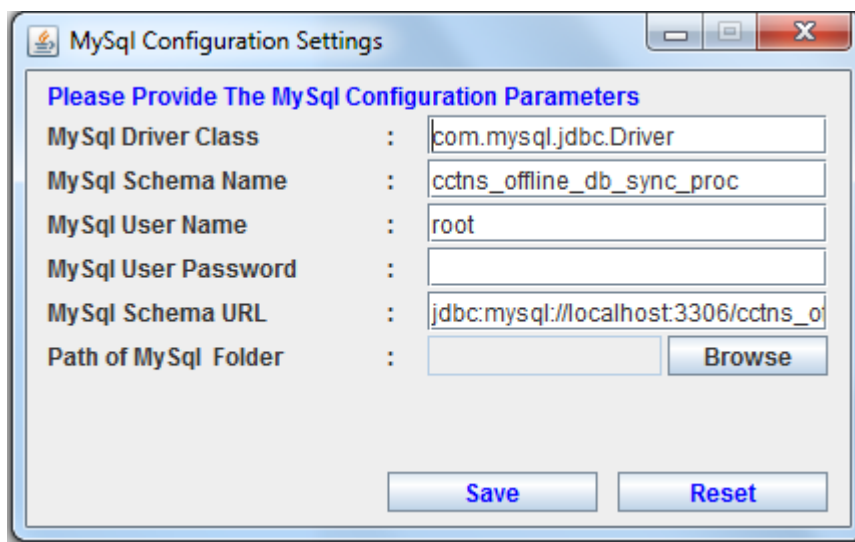 MySql Configuration Settings
Please Provide The MySql Configuration Parameters
MySql Driver Class : com.mysql.jdbc.Driver
MySql Schema Name : cctns_offline_db_sync_proc
MySql User Name : root
MySql User Password :
MySql Schema URL : jdbc:mysql://localhost:3306/cctns_o
Path of MySql Folder : Browse
Save Reset